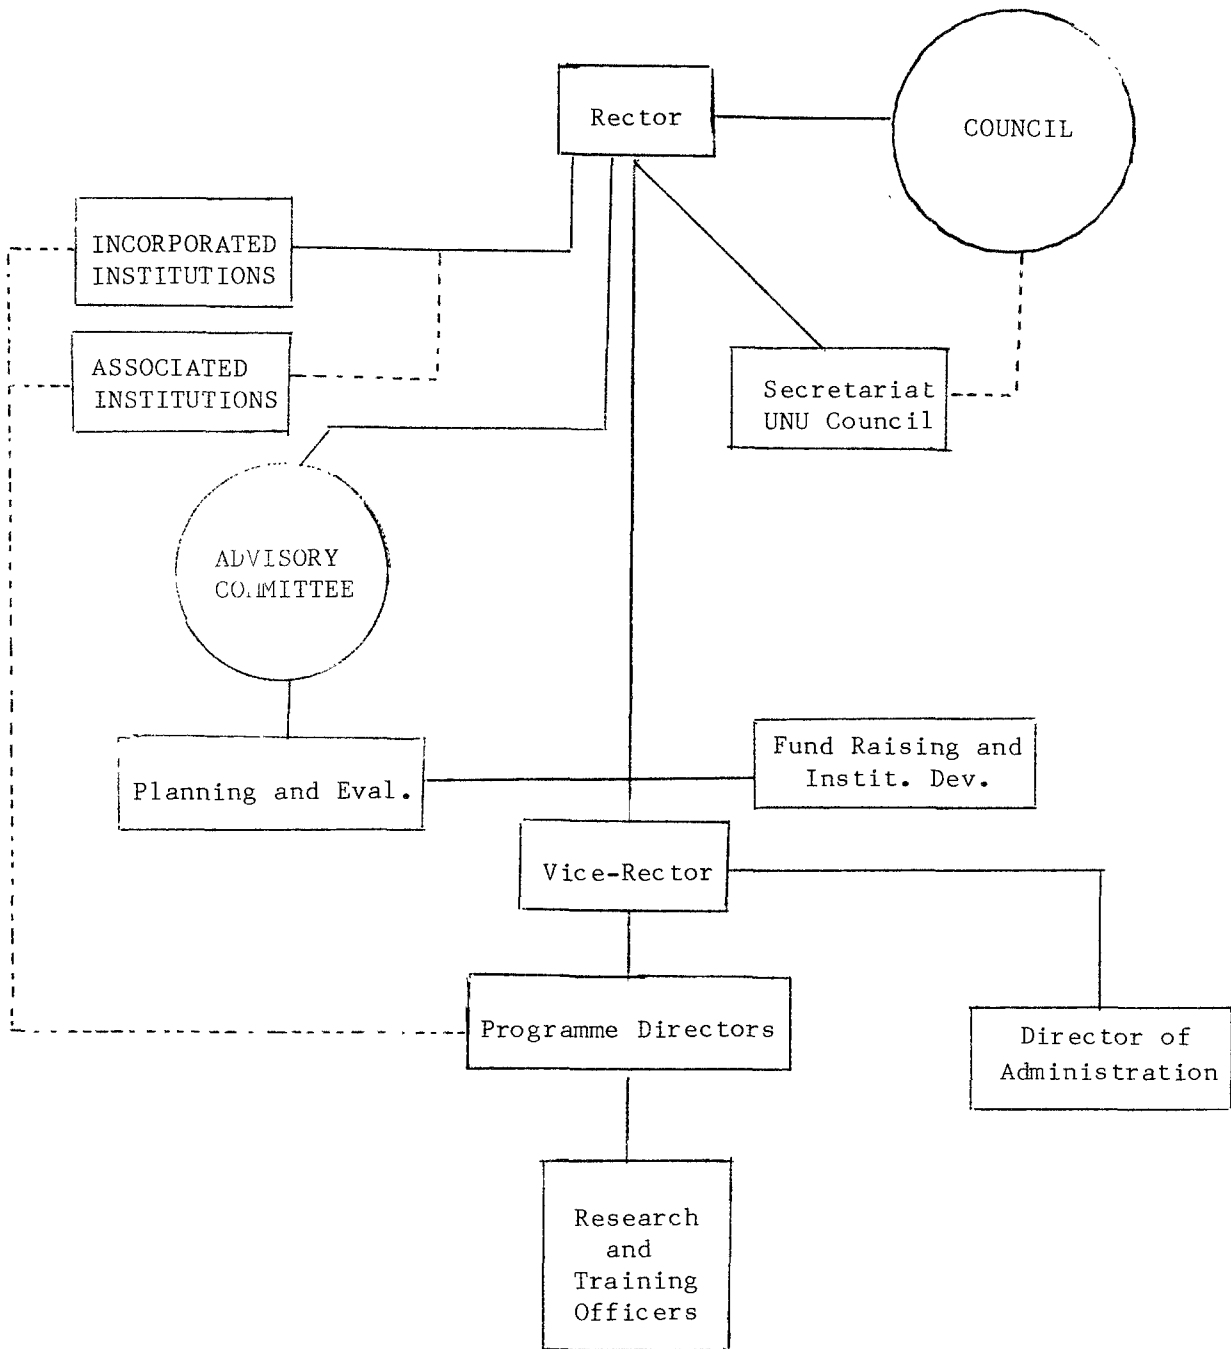 Rector
COUNCIL
INCORPORATED
INSTITUTIONS
ASSOCIATED
INSTITUTIONS
Secretariat
UNU Council
ADVISORY
COMMITTEE
Fund Raising and
Instit. Dev.
Planning and Eval.
Vice-Rector
Programme Directors
Director of
Administration
Research
and
Training
Officers